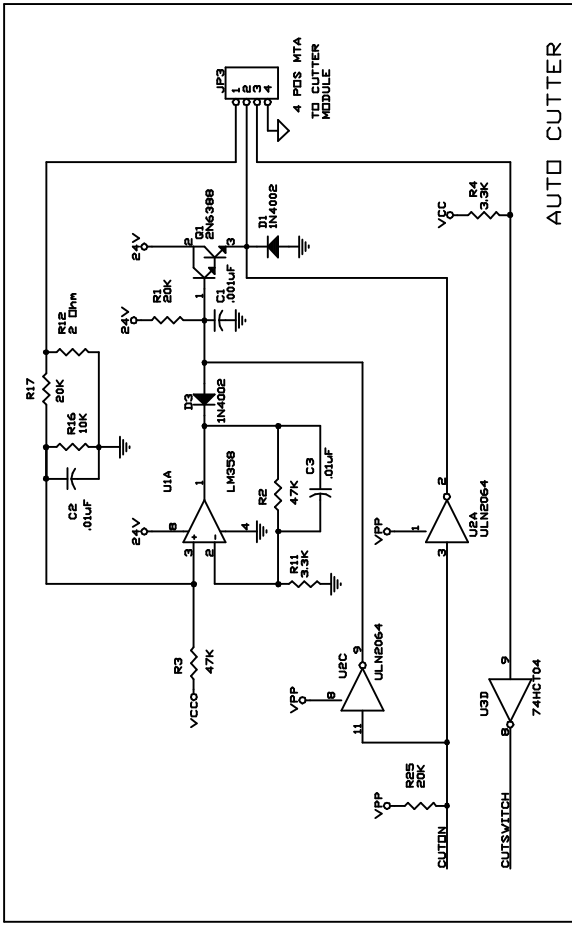 JP3
1
2
3
4
4 POS MTA
TO CUTTER
MODULE
R17
20K
R12
2 Ohm
R16
10K
C2
.01uF
24V
R1
20K
24V
Q1
2N6388
2
3
1
C1
.001uF
D1
1N4002
D3
1N4002
U1A
LM358
24V
8
3
+
2
-
1
4
R2
47K
C3
.01uF
R11
3.3K
R3
47K
VCC
VPP
8
11
9
U2C
ULN2064
VPP
1
3
2
U2A
ULN2064
VCC
R4
3.3K
VPP
R25
20K
CUTON
CUTSWITCH
8
9
U3D
74HCT04
AUTO CUTTER